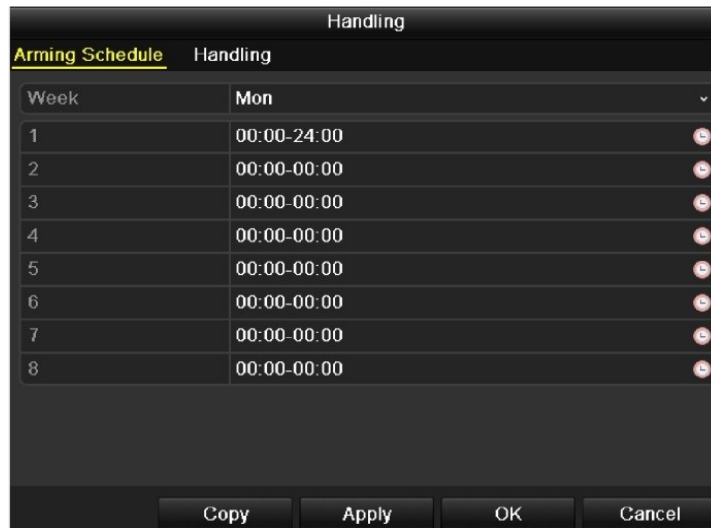 Handling
Arming Schedule Handling
Week Mon
1 00:00-24:00
2 00:00-00:00
3 00:00-00:00
4 00:00-00:00
5 00:00-00:00
6 00:00-00:00
7 00:00-00:00
8 00:00-00:00
Copy Apply OK Cancel